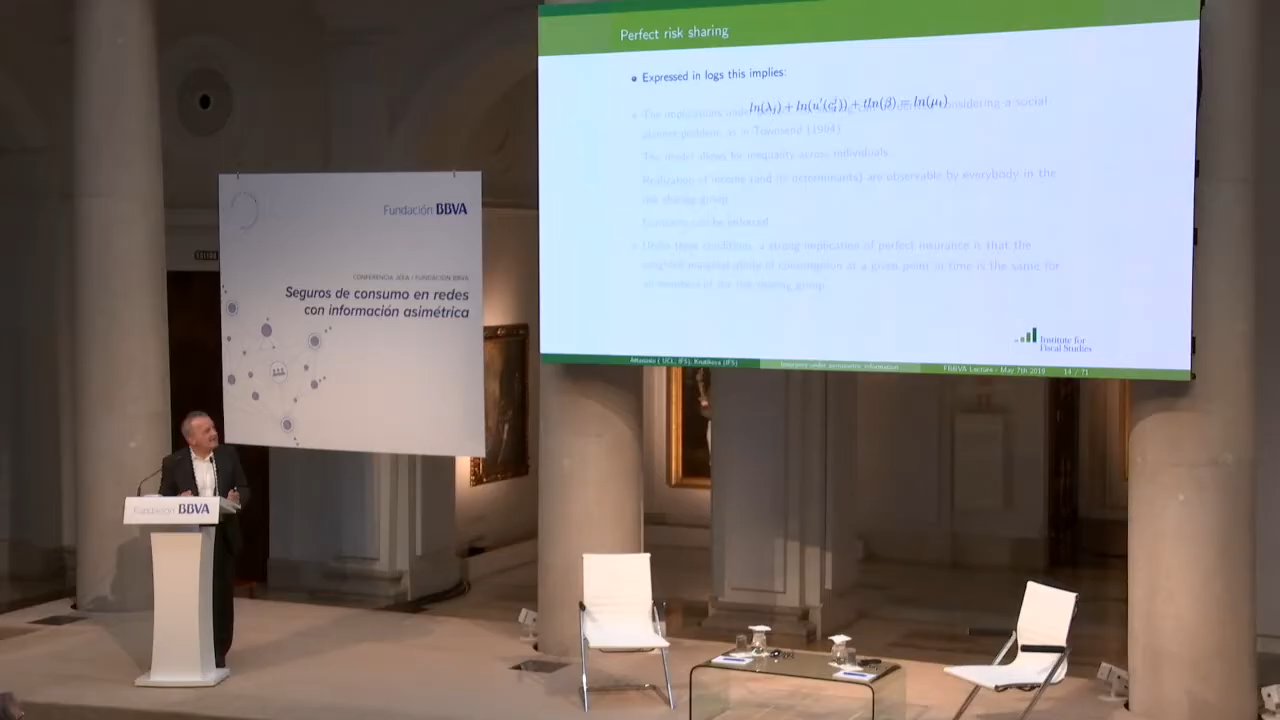 Perfect risk sharing
Expressed in logs this implies:
ln(λj) + ln(u'(cjt)) + tln(β) = ln(μt)
The implications under considering a social
planner problem, as in Townsend (1994)
The model allows for inequality across individuals
Realization of income (and its determinants) are observable by everybody in the
risk sharing group
Contracts can be enforced
Under these conditions, a strong implication of perfect insurance is that the
weighted marginal utility of consumption at a given point in time is the same for
all members of the risk sharing group.
Institute for
Fiscal Studies
Attanasio ( UCL, IFS); Krutikova (IFS)
Insurance under asymmetric information
FBBVA Lecture - May 7th 2019
14 / 71
Fundación BBVA
CONFERENCIA JEEA / FUNDACIÓN BBVA
Seguros de consumo en redes
con información asimétrica
SALIDA
Fundación BBVA